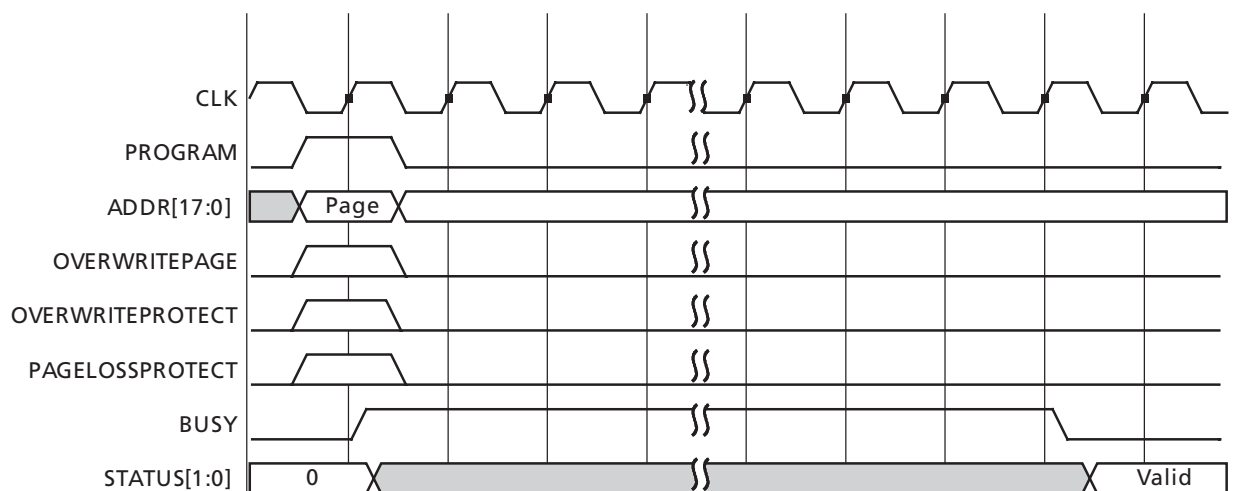 CLK
PROGRAM
ADDR[17:0] Page
OVERWRITEPAGE
OVERWRITEPROTECT
PAGELOSSPROTECT
BUSY
STATUS[1:0] 0 Valid